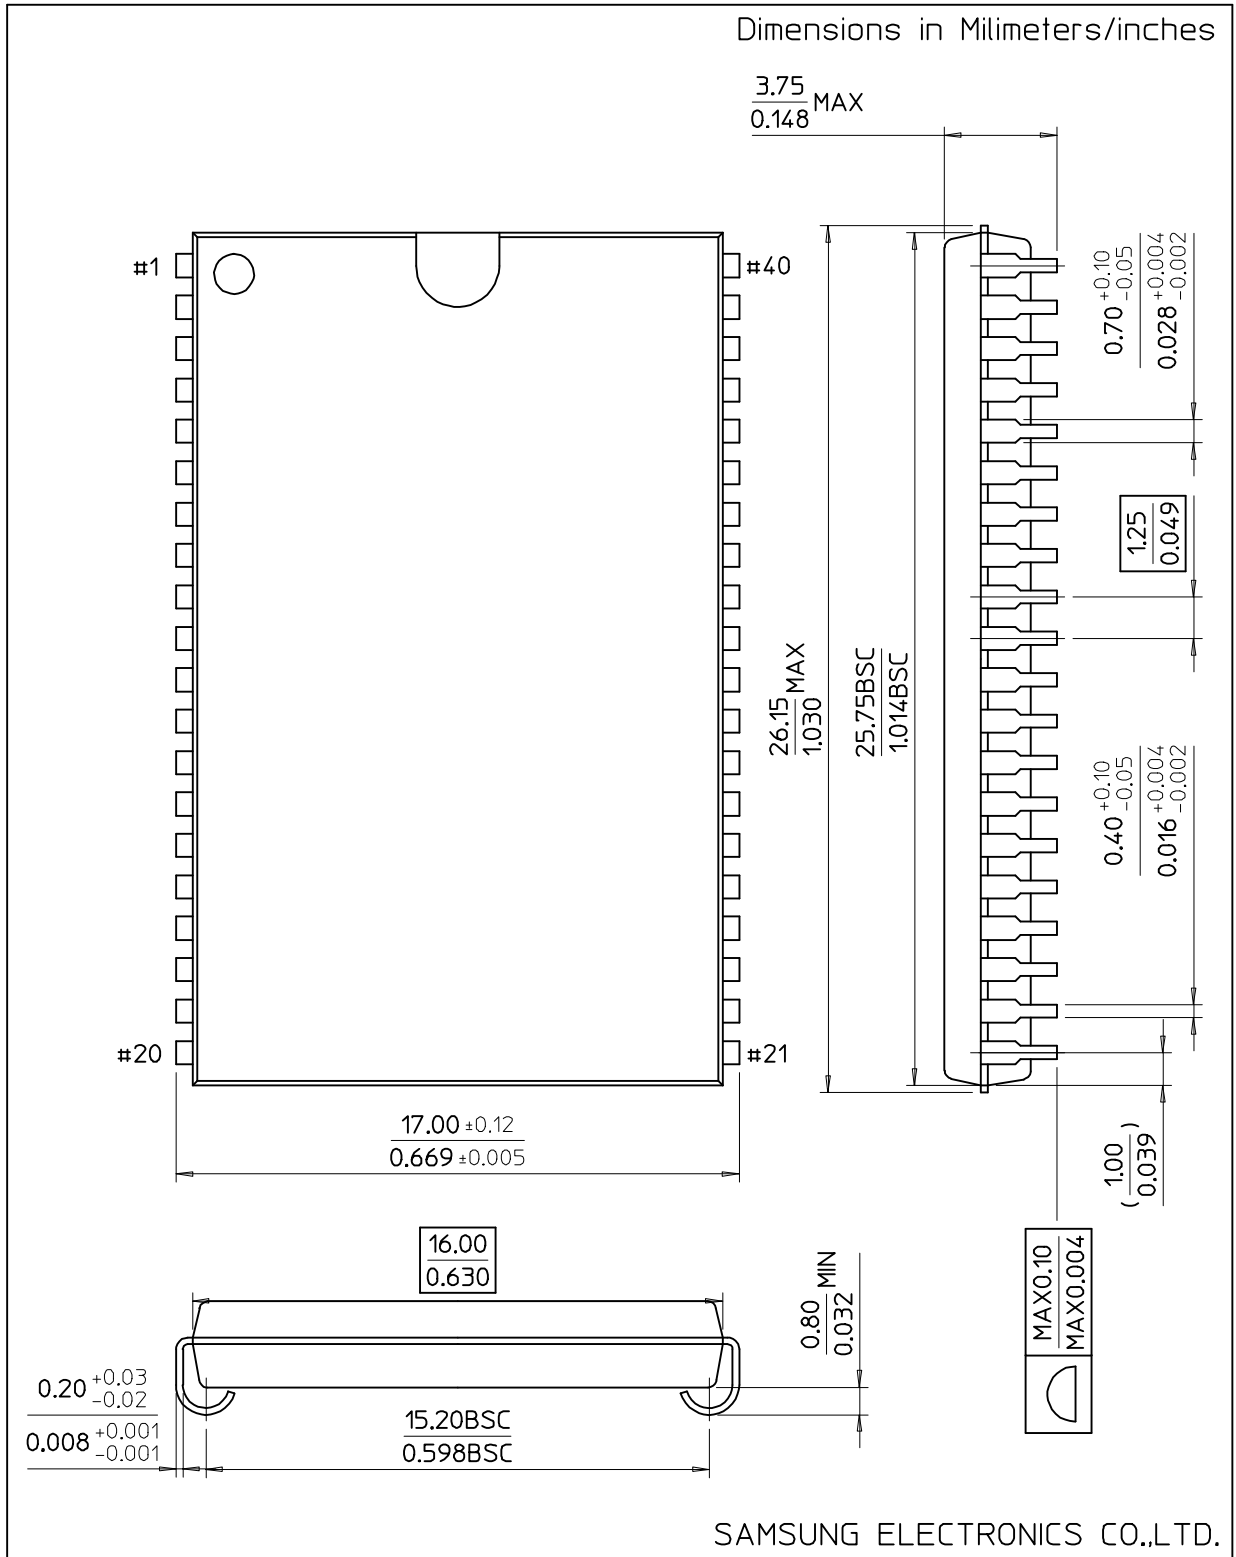 Dimensions in Milimeters/inches
3.75
0.148 MAX
#1
#40
0.70 +0.10 -0.05
0.028 +0.004 -0.002
1.25
0.049
26.15
1.030 MAX
25.75BSC
1.014BSC
0.40 +0.10 -0.05
0.016 +0.004 -0.002
#20
#21
17.00 ±0.12
0.669 ±0.005
( 1.00
0.039 )
16.00
0.630
0.80
0.032 MIN
MAX0.10
MAX0.004
0.20 +0.03 -0.02
0.008 +0.001 -0.001
15.20BSC
0.598BSC
SAMSUNG ELECTRONICS CO.,LTD.